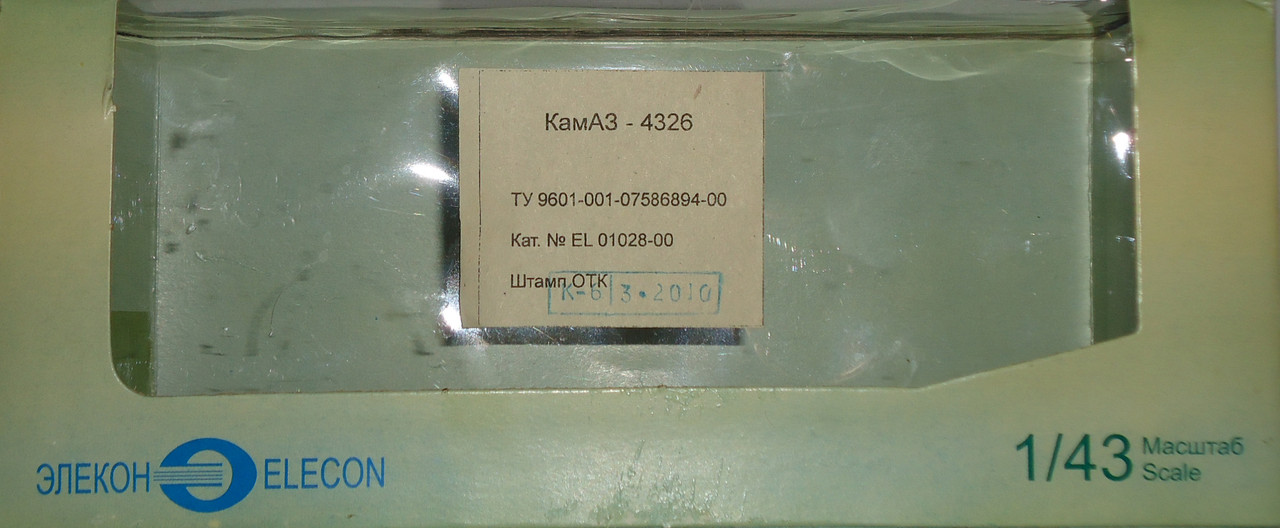 КамАЗ - 4326
ТУ 9601-001-07586894-00
Кат. № EL 01028-00
Штамп ОТК
К-6 3.2010
ЭЛЕКОН ELECON
1/43 Масштаб
Scale